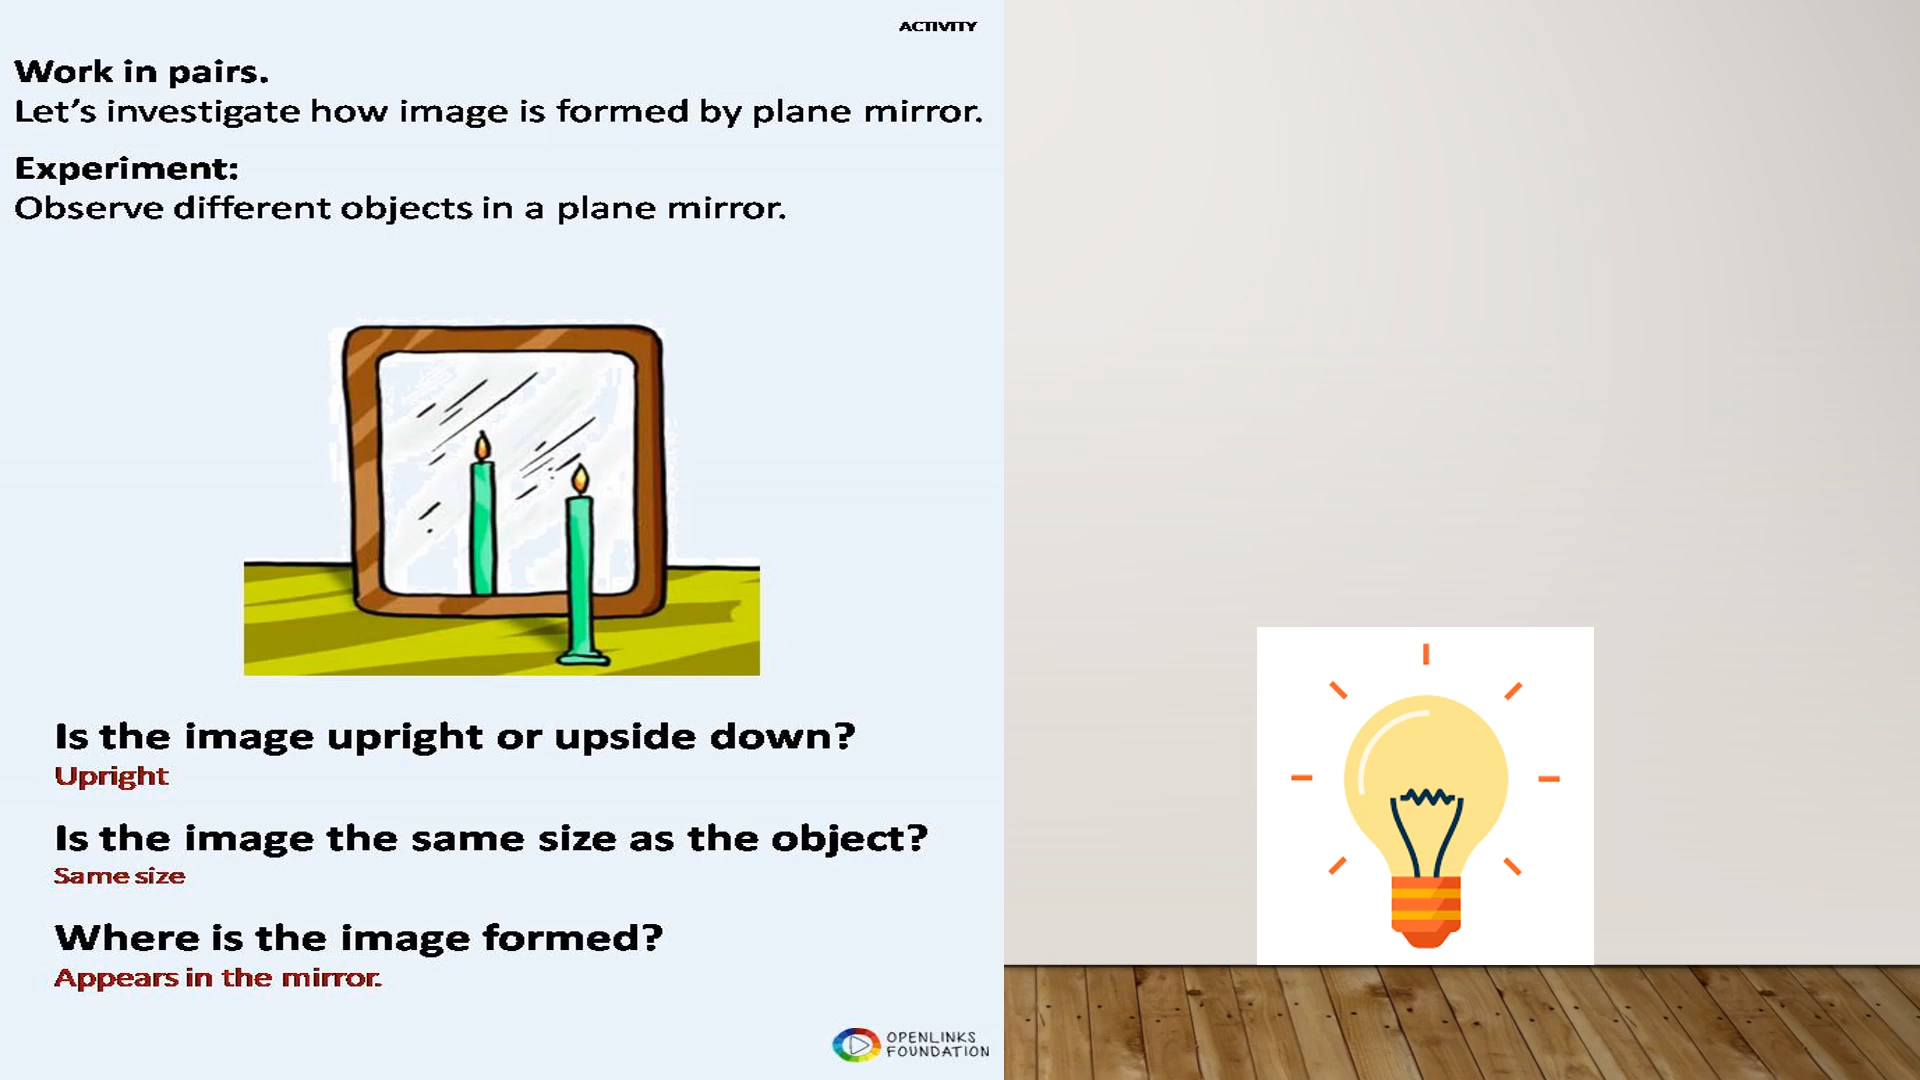 ACTIVITY
Work in pairs.
Let's investigate how image is formed by plane mirror.
Experiment:
Observe different objects in a plane mirror.
Is the image upright or upside down?
Upright
Is the image the same size as the object?
Same size
Where is the image formed?
Appears in the mirror.
OPENLINKS
FOUNDATION